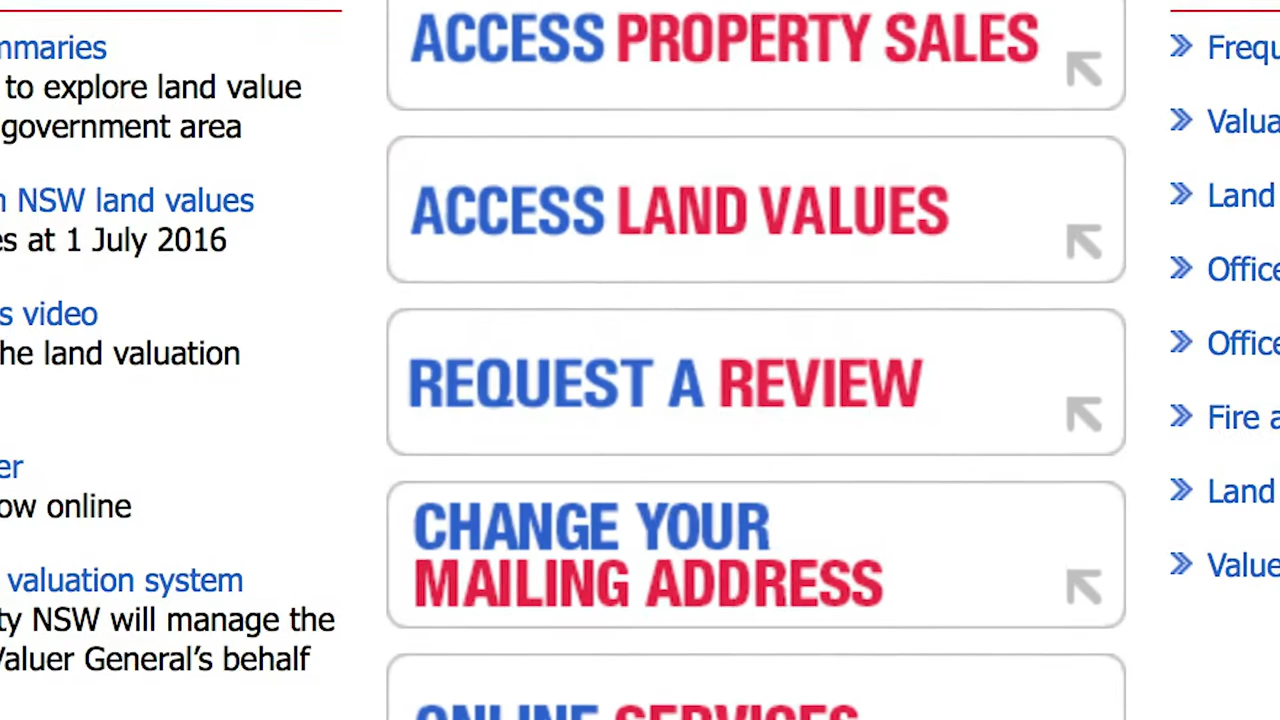 mmaries
to explore land value
government area
NSW land values
es at 1 July 2016
s video
he land valuation
er
ow online
valuation system
ty NSW will manage the
Valuer General's behalf
ACCESS PROPERTY SALES
ACCESS LAND VALUES
REQUEST A REVIEW
CHANGE YOUR
MAILING ADDRESS
ONLINE SERVICES
Frequ
Valua
Land
Office
Office
Fire a
Land
Value